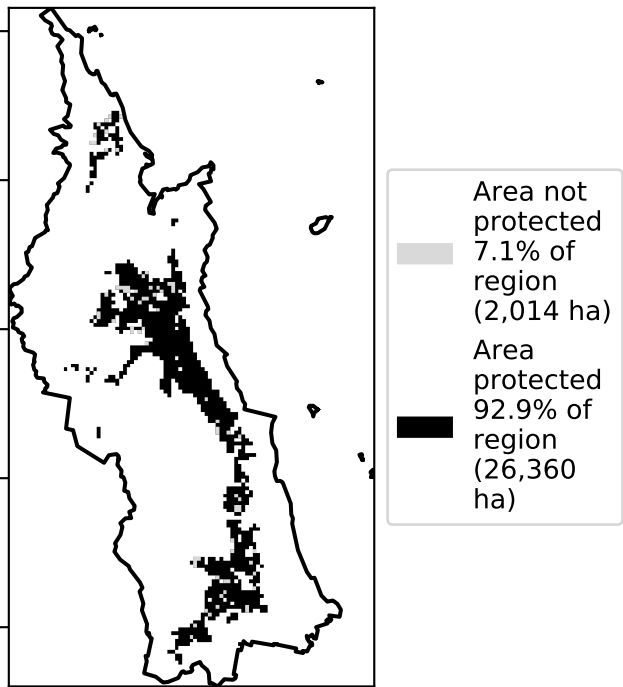 Area not
protected
7.1% of
region
(2,014 ha)
Area
protected
92.9% of
region
(26,360
ha)